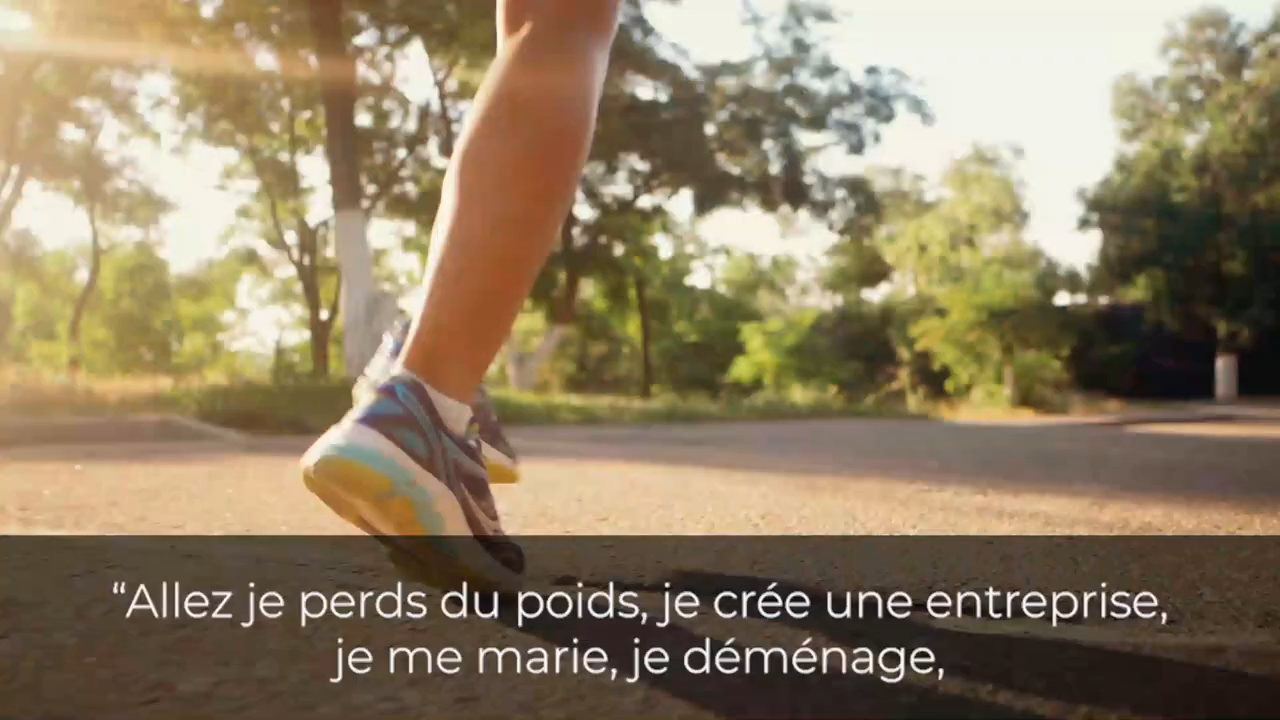 “Allez je perds du poids, je crée une entreprise,
je me marie, je déménage,